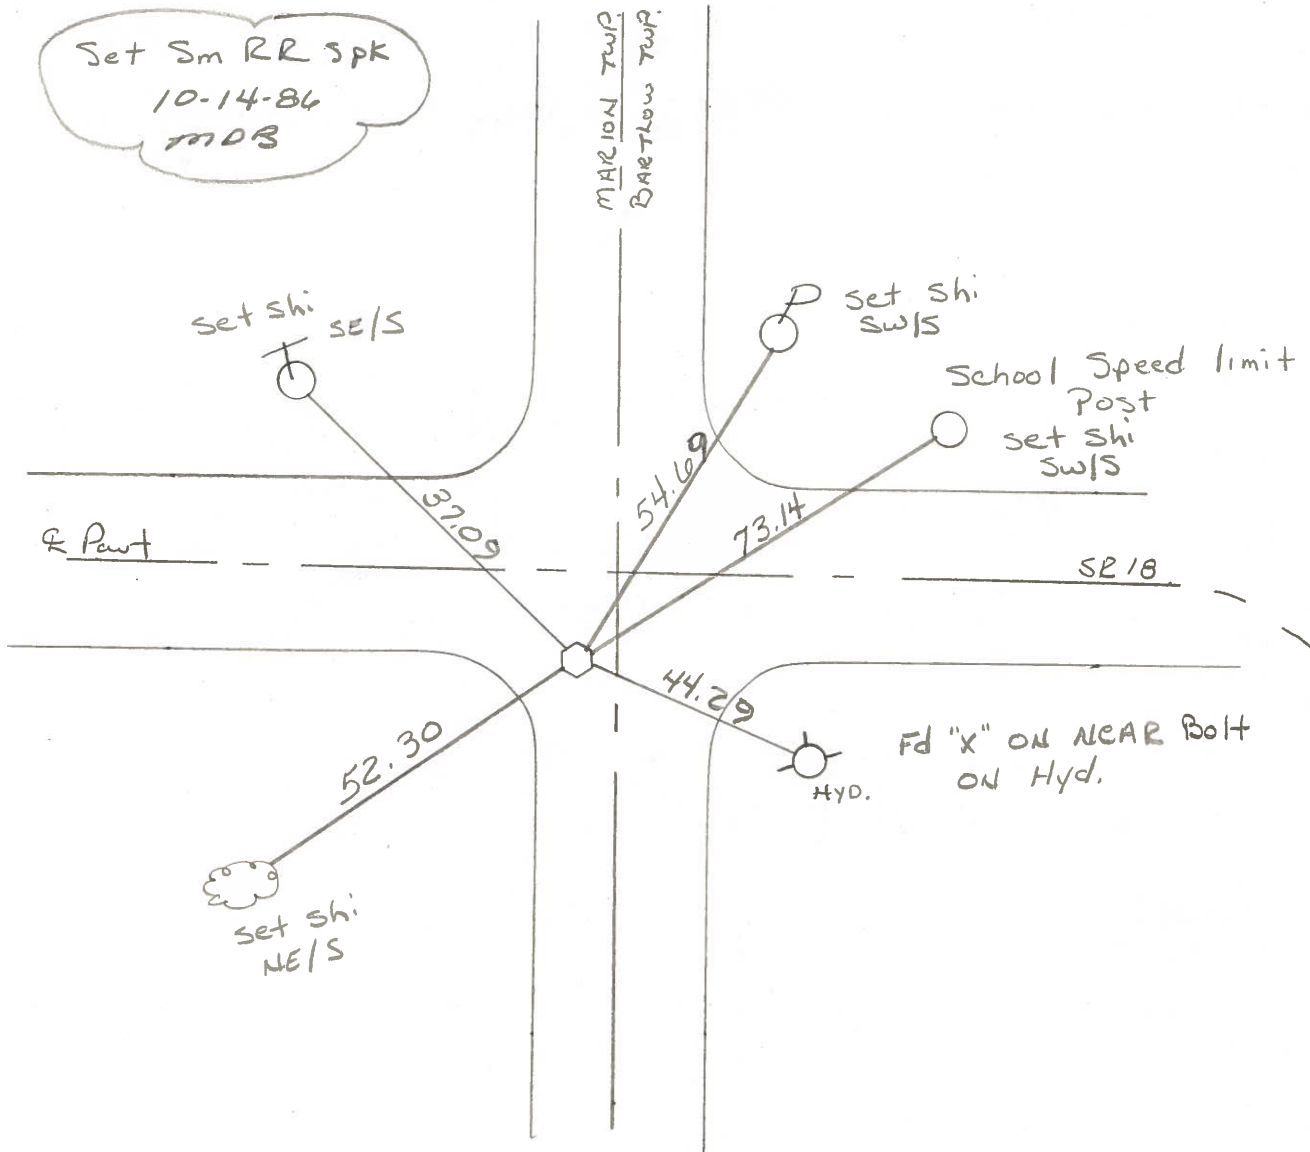 Set Sm RR Spk
10-14-86
MDB
MARION TWP.
BARTLOW TWP.
set shi
SE/S
P set shi
SW/S
School Speed limit
Post
set shi
SW/S
37.09
54.69
73.14
℄ Pavt
SR 18
44.29
52.30
Fd "X" ON NEAR Bolt
ON Hyd.
HYD.
set shi
NE/S